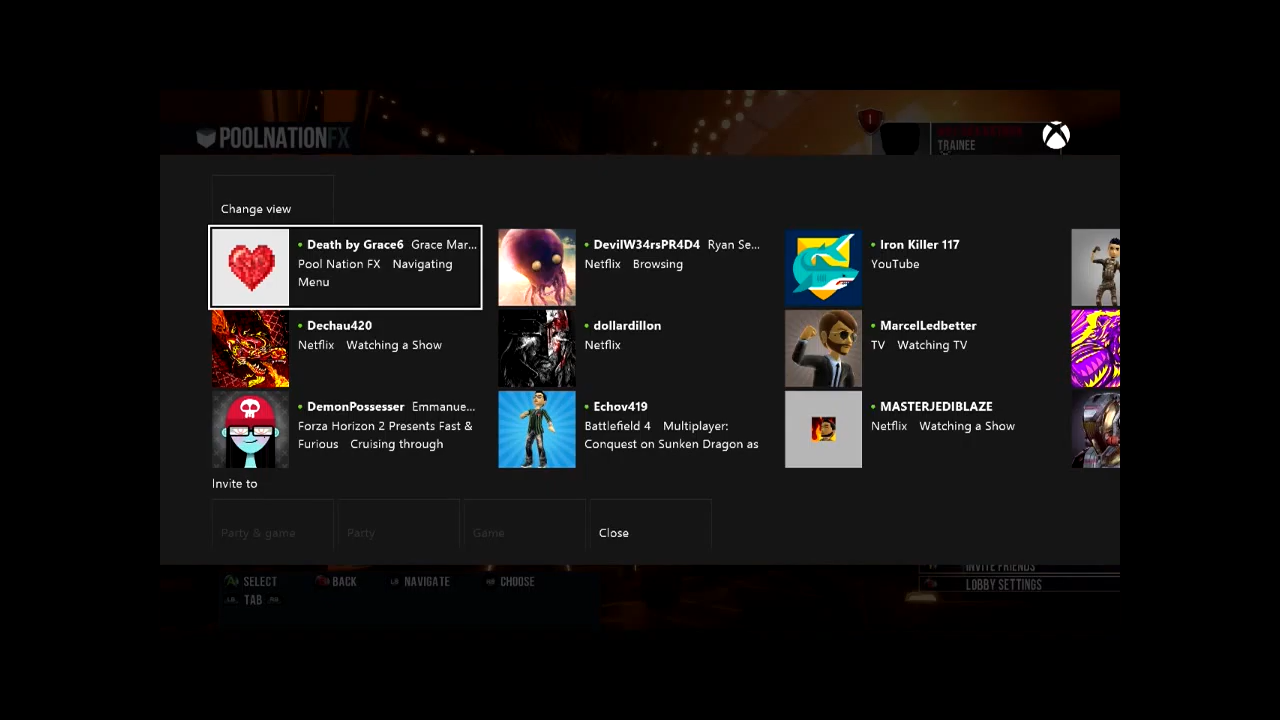 POOLNATIONFX
1
TRAINEE
Change view
Death by Grace6 Grace Mar...
Pool Nation FX Navigating
Menu
DevilW34rsPR4D4 Ryan Se...
Netflix Browsing
Iron Killer 117
YouTube
Dechau420
Netflix Watching a Show
dollardillon
Netflix
MarcelLedbetter
TV Watching TV
DemonPossesser Emmanue...
Forza Horizon 2 Presents Fast &
Furious Cruising through
Echov419
Battlefield 4 Multiplayer:
Conquest on Sunken Dragon as
MASTERJEDIBLAZE
Netflix Watching a Show
Invite to
Party & game
Party
Game
Close
SELECT
BACK
NAVIGATE
CHOOSE
TAB
INVITE FRIENDS
LOBBY SETTINGS